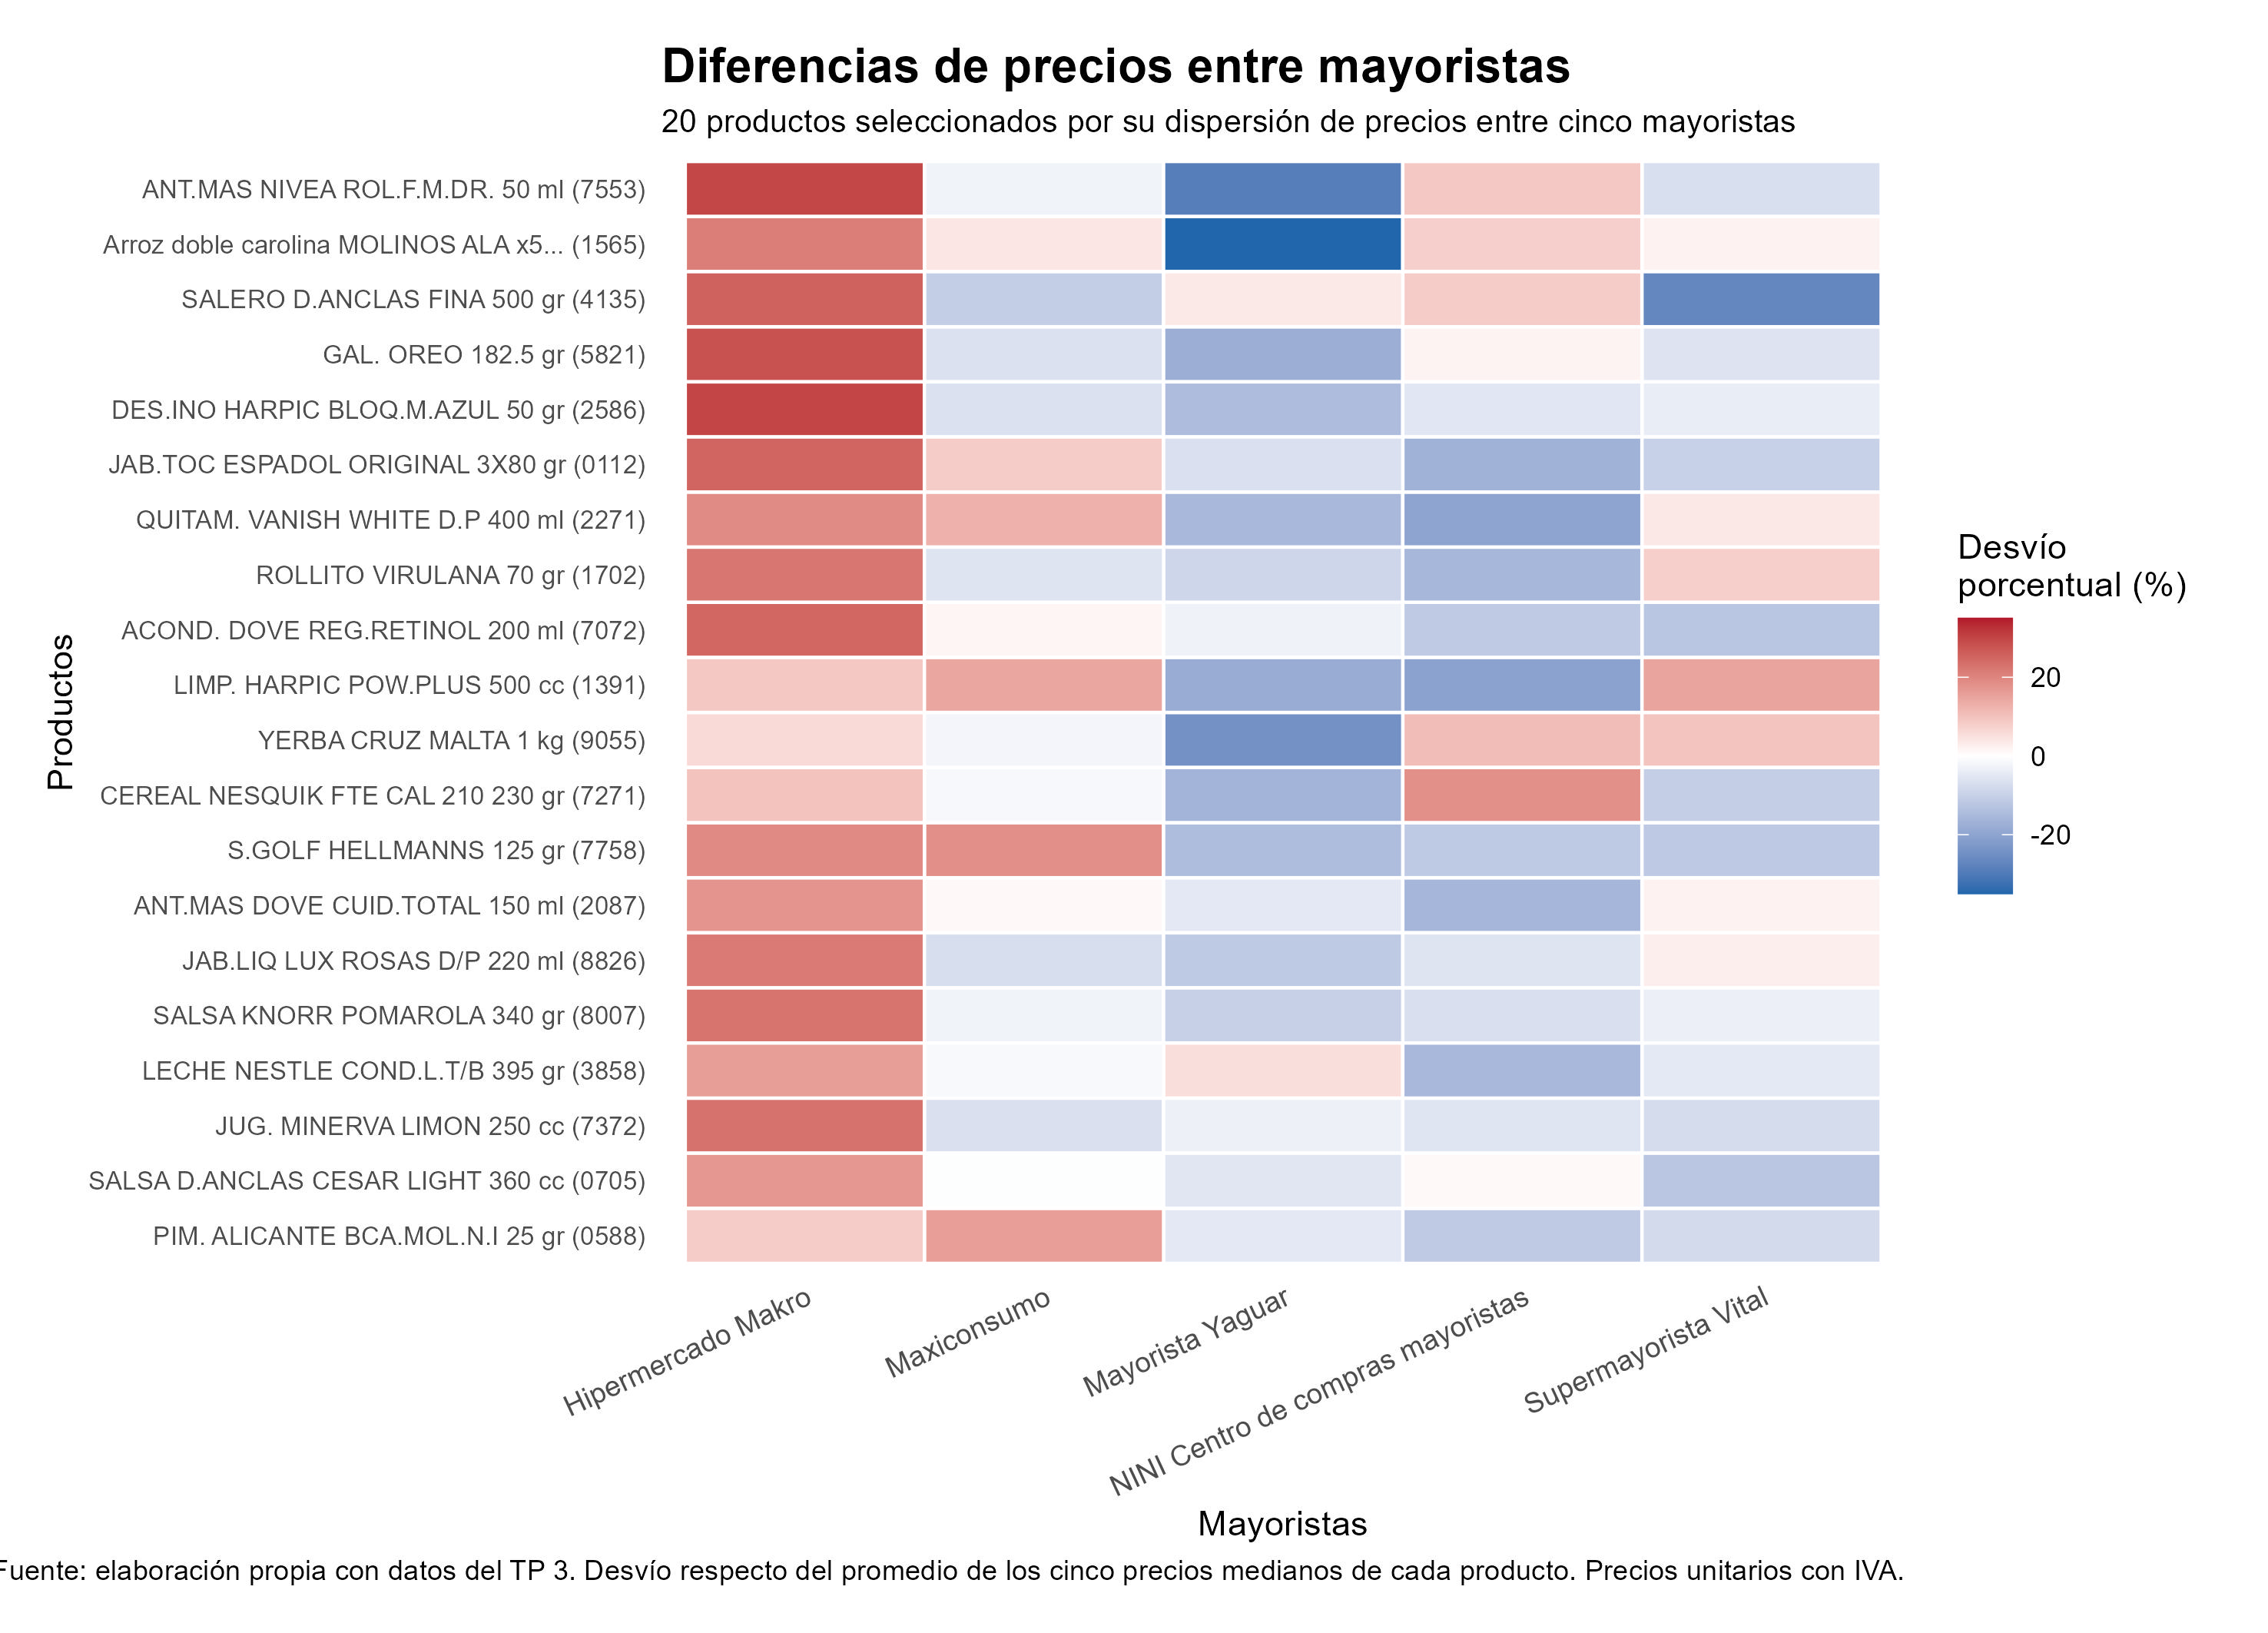 Diferencias de precios entre mayoristas
20 productos seleccionados por su dispersión de precios entre cinco mayoristas
Productos
ANT.MAS NIVEA ROL.F.M.DR. 50 ml (7553)
Arroz doble carolina MOLINOS ALA x5... (1565)
SALERO D.ANCLAS FINA 500 gr (4135)
GAL. OREO 182.5 gr (5821)
DES.INO HARPIC BLOQ.M.AZUL 50 gr (2586)
JAB.TOC ESPADOL ORIGINAL 3X80 gr (0112)
QUITAM. VANISH WHITE D.P 400 ml (2271)
ROLLITO VIRULANA 70 gr (1702)
ACOND. DOVE REG.RETINOL 200 ml (7072)
LIMP. HARPIC POW.PLUS 500 cc (1391)
YERBA CRUZ MALTA 1 kg (9055)
CEREAL NESQUIK FTE CAL 210 230 gr (7271)
S.GOLF HELLMANNS 125 gr (7758)
ANT.MAS DOVE CUID.TOTAL 150 ml (2087)
JAB.LIQ LUX ROSAS D/P 220 ml (8826)
SALSA KNORR POMAROLA 340 gr (8007)
LECHE NESTLE COND.L.T/B 395 gr (3858)
JUG. MINERVA LIMON 250 cc (7372)
SALSA D.ANCLAS CESAR LIGHT 360 cc (0705)
PIM. ALICANTE BCA.MOL.N.I 25 gr (0588)
Desvío
porcentual (%)
20
0
-20
Hipermercado Makro
Maxiconsumo
Mayorista Yaguar
NINI Centro de compras mayoristas
Supermayorista Vital
Mayoristas
Fuente: elaboración propia con datos del TP 3. Desvío respecto del promedio de los cinco precios medianos de cada producto. Precios unitarios con IVA.